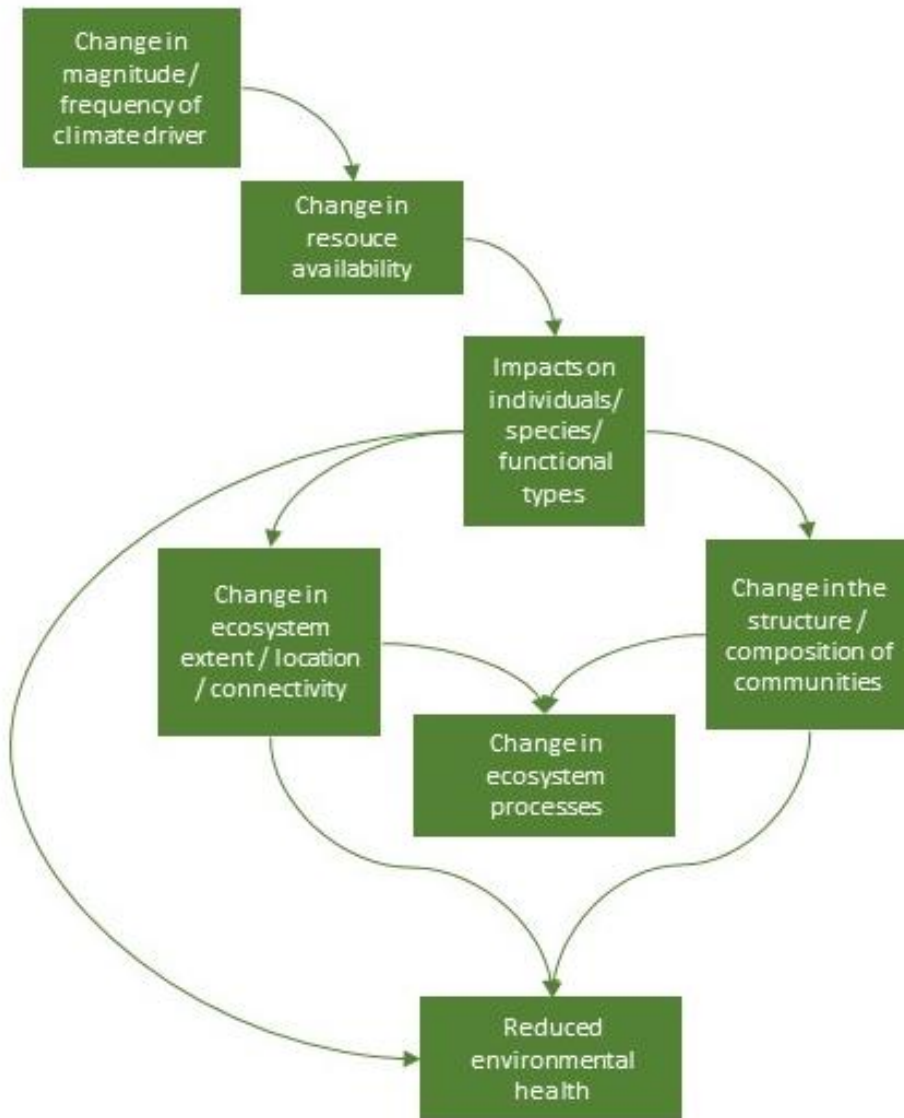 Change in
magnitude /
frequency of
climate driver
Change in
resouce
availability
Impacts on
individuals/
species/
functional
types
Change in
ecosystem
extent / location
/ connectivity
Change in the
structure /
composition of
communities
Change in
ecosystem
processes
Reduced
environmental
health